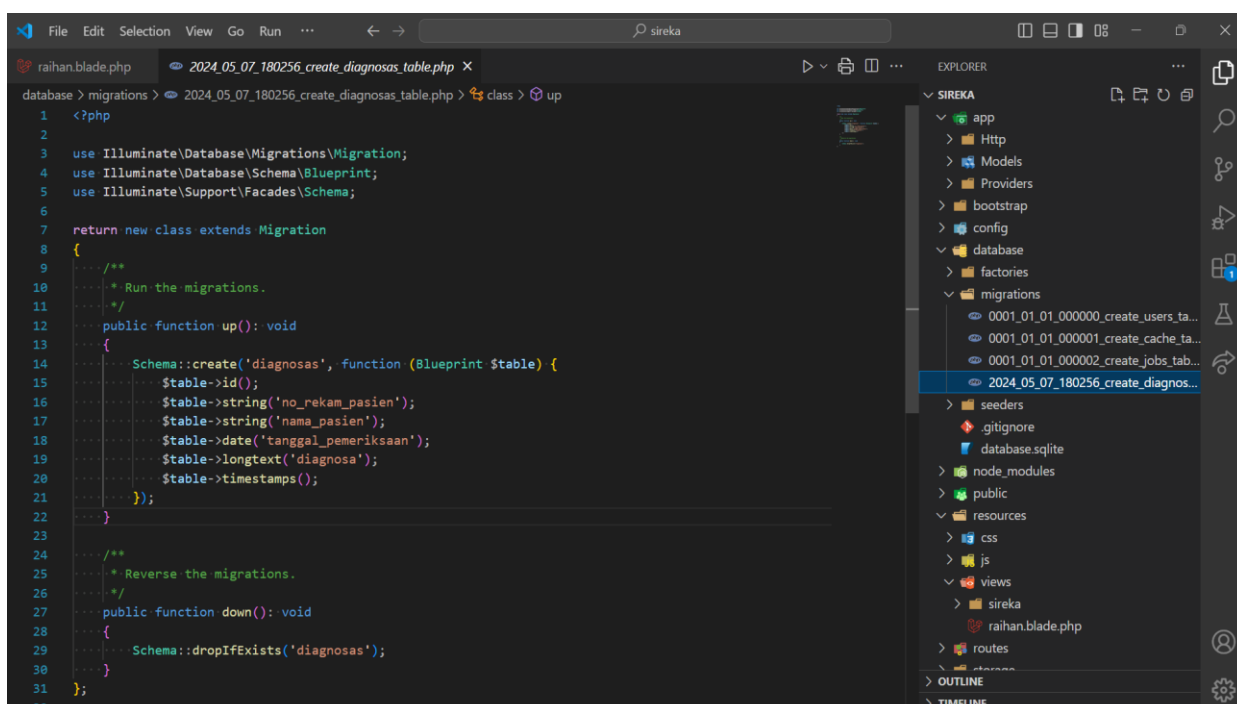 File Edit Selection View Go Run ··· ← → sireka
raihan.blade.php 2024_05_07_180256_create_diagnosas_table.php ×
database > migrations > 2024_05_07_180256_create_diagnosas_table.php > class > up
1 <?php
2
3 use Illuminate\Database\Migrations\Migration;
4 use Illuminate\Database\Schema\Blueprint;
5 use Illuminate\Support\Facades\Schema;
6
7 return new class extends Migration
8 {
9 /**
10 * Run the migrations.
11 */
12 public function up(): void
13 {
14 Schema::create('diagnosas', function (Blueprint $table) {
15 $table->id();
16 $table->string('no_rekam_pasien');
17 $table->string('nama_pasien');
18 $table->date('tanggal_pemeriksaan');
19 $table->longtext('diagnosa');
20 $table->timestamps();
21 });
22 }
23
24 /**
25 * Reverse the migrations.
26 */
27 public function down(): void
28 {
29 Schema::dropIfExists('diagnosas');
30 }
31 };
EXPLORER ···
SIREKA
app
Http
Models
Providers
bootstrap
config
database
factories
migrations
0001_01_01_000000_create_users_ta...
0001_01_01_000001_create_cache_ta...
0001_01_01_000002_create_jobs_tab...
2024_05_07_180256_create_diagnos...
seeders
.gitignore
database.sqlite
node_modules
public
resources
css
js
views
sireka
raihan.blade.php
routes
storage
OUTLINE
TIMELINE
1